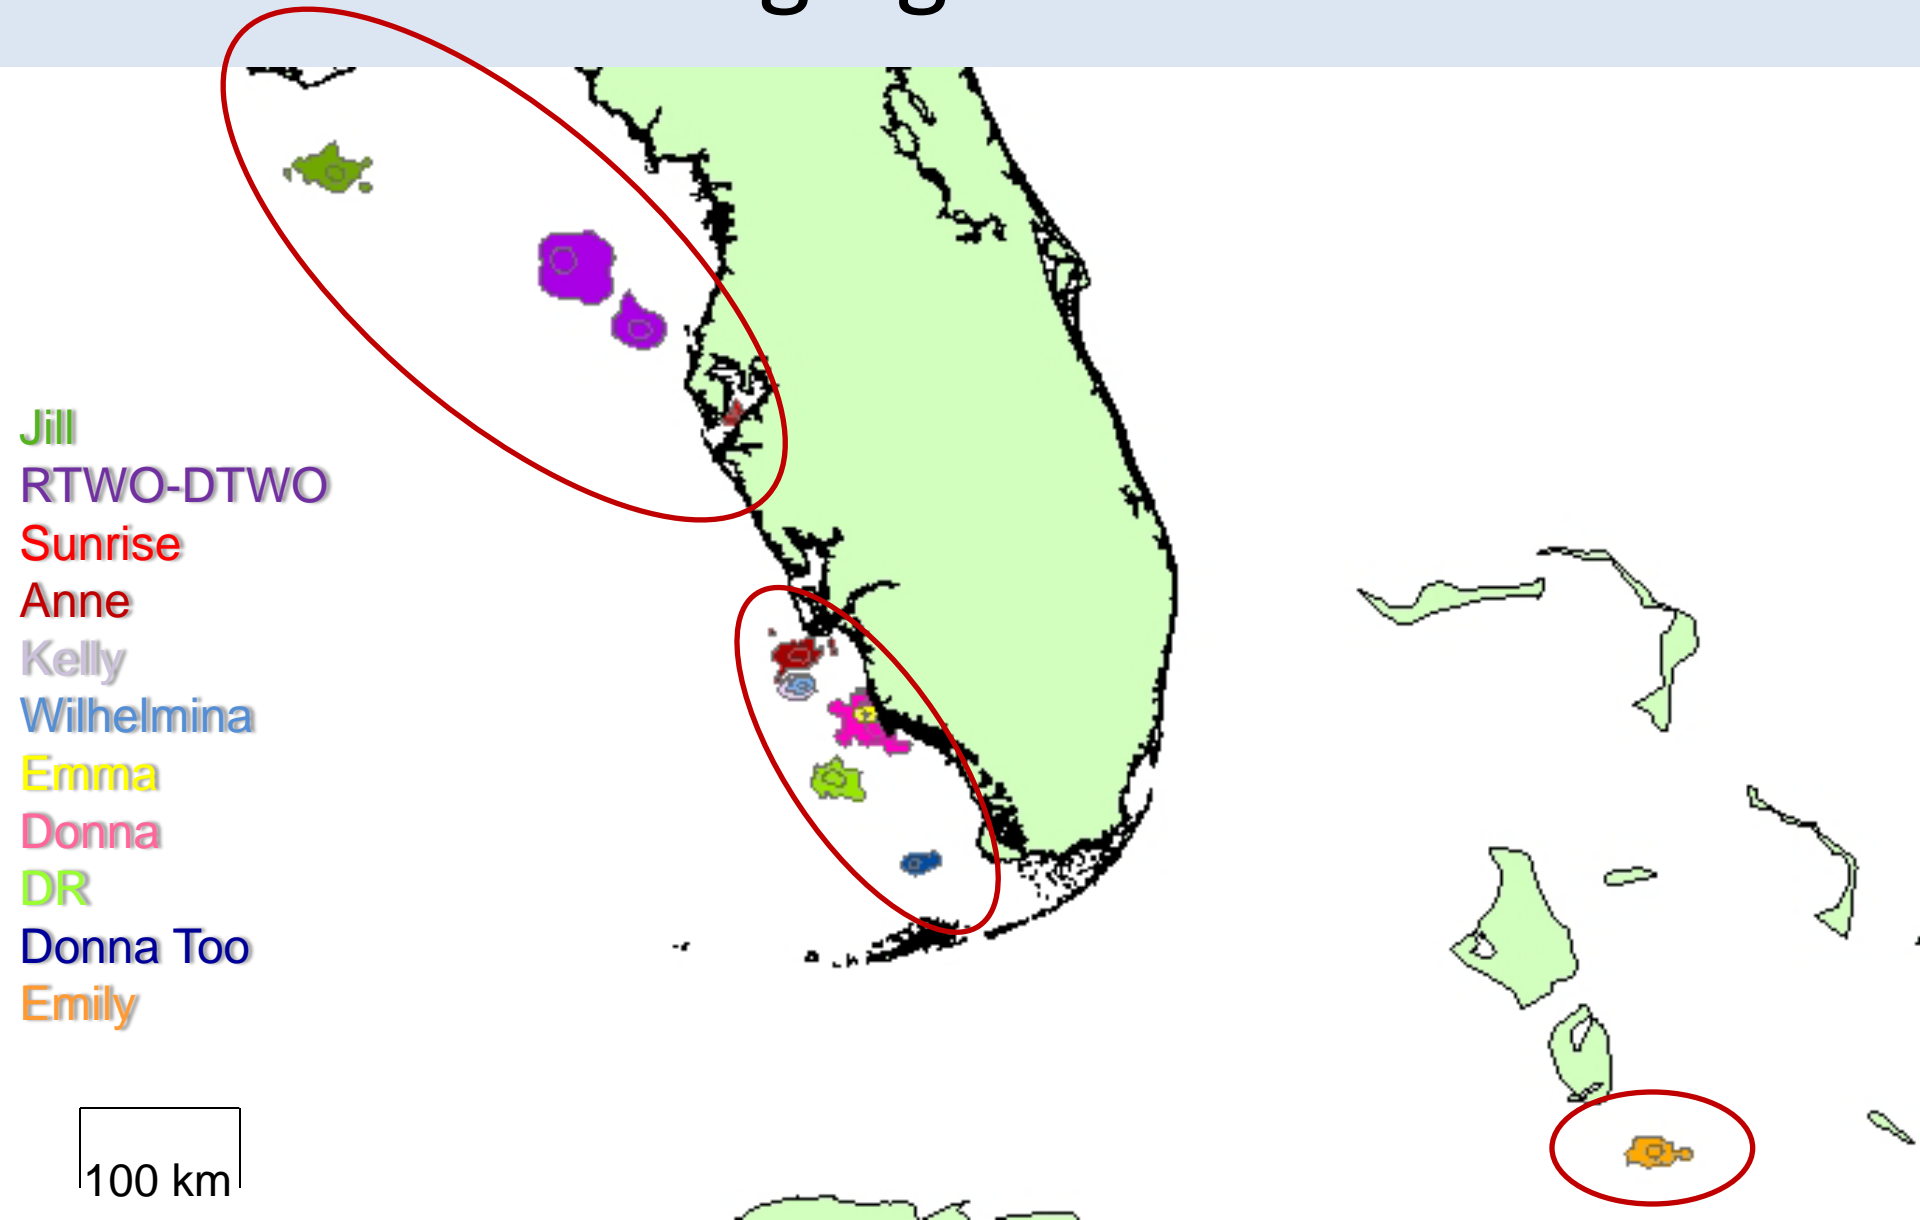 Jill
RTWO-DTWO
Sunrise
Anne
Kelly
Wilhelmina
Emma
Donna
DR
Donna Too
Emily
100 km